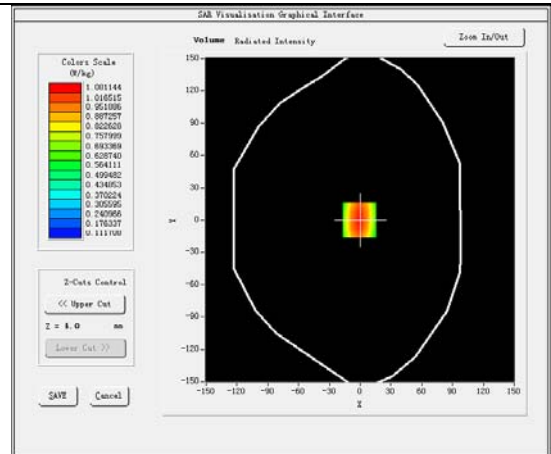 SAR Visualisation Graphical Interface
Volume Radiated Intensity
Zoom In/Out
Colors Scale
(W/kg)
1.081144
1.016515
0.951886
0.887257
0.822628
0.757999
0.693369
0.628740
0.564111
0.499482
0.434853
0.370224
0.305595
0.240966
0.176337
0.111708
Z-Cuts Control
<< Upper Cut
Z = 4.0 mm
Lower Cut >>
SAVE Cancel
150
120
90
60
30
0
-30
-60
-90
-120
-150
Y
-150 -120 -90 -60 -30 0 30 60 90 120 150
X